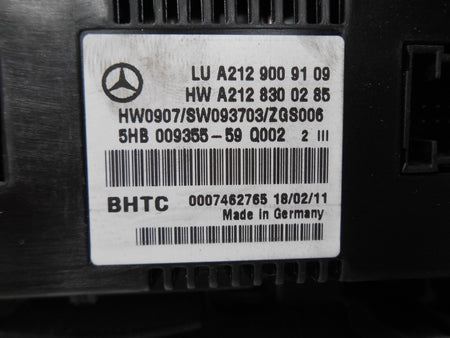 LU A212 900 91 09
HW A212 830 02 85
HW0907/SW093703/ZGS006
5HB 009355-59 Q002 2 III
BHTC 0007462765 18/02/11
Made in Germany